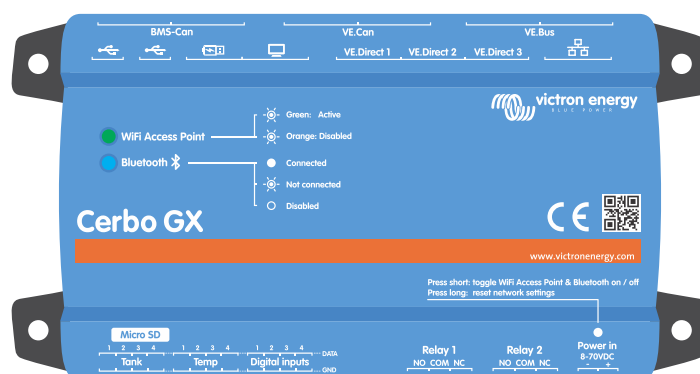 BMS-Can VE.Can VE.Bus
VE.Direct 1 VE.Direct 2 VE.Direct 3
victron energy
BLUE POWER
Green: Active
WiFi Access Point
Orange: Disabled
Bluetooth
Connected
Not connected
Disabled
Cerbo GX
CE
www.victronenergy.com
Press short: toggle WiFi Access Point & Bluetooth on / off
Press long: reset network settings
Micro SD
1 2 3 4 1 2 3 4 1 2 3 4 DATA
Tank Temp Digital inputs
GND
Relay 1
NO COM NC
Relay 2
NO COM NC
Power in
8-70VDC
- +